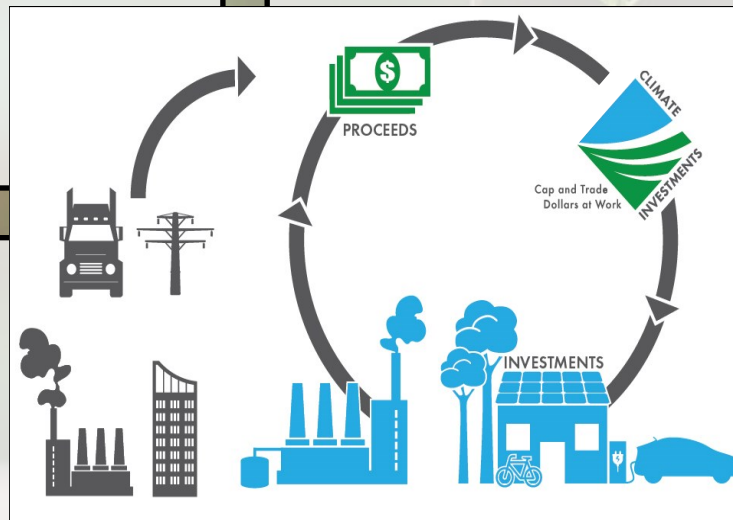 $
PROCEEDS
CLIMATE
INVESTMENTS
Cap and Trade
Dollars at Work
INVESTMENTS